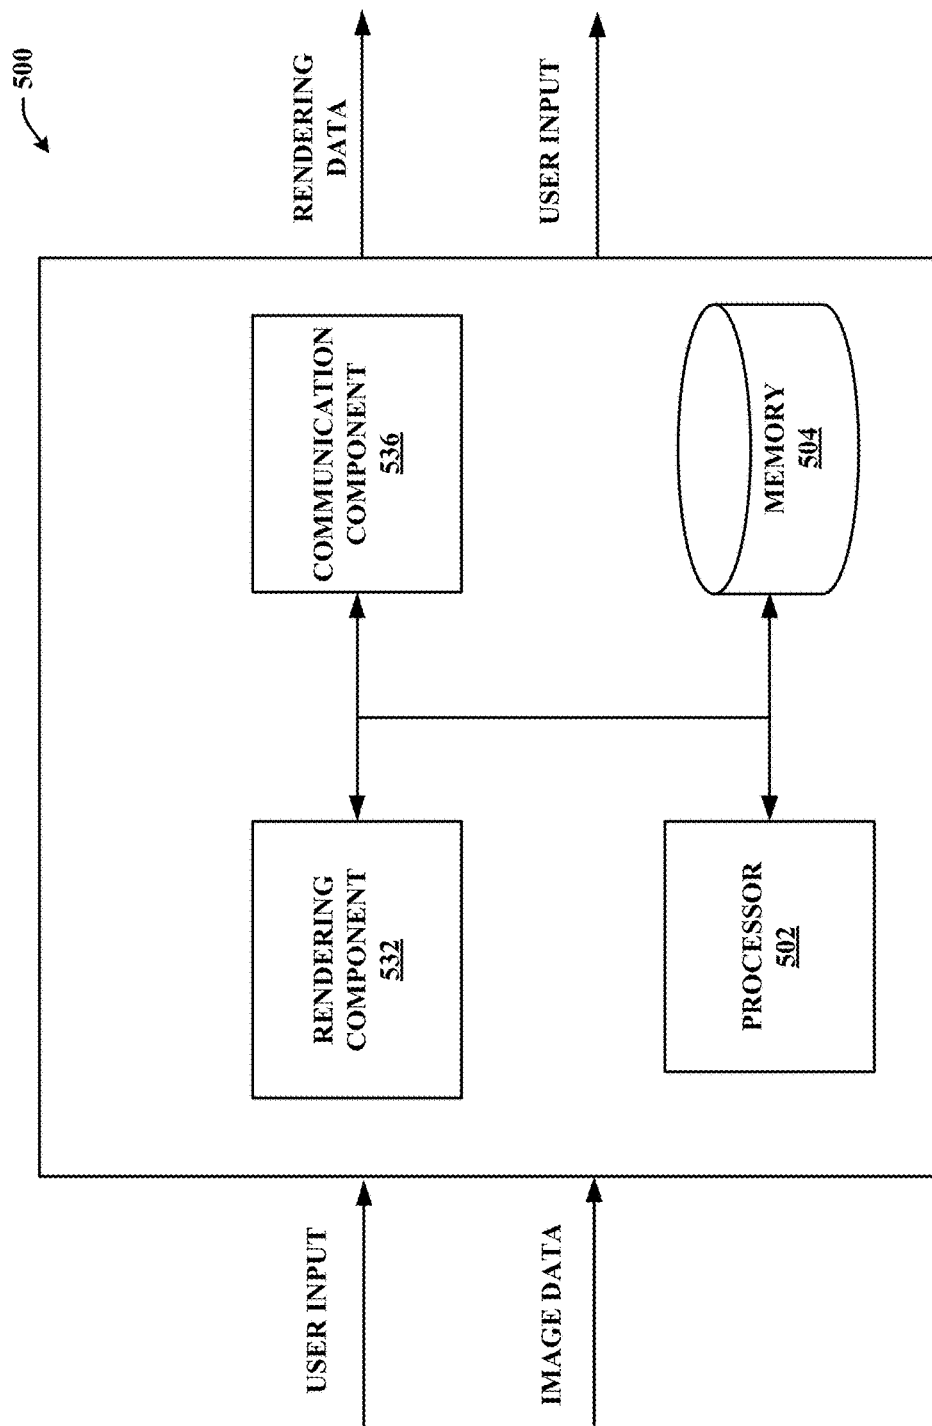 500
USER INPUT
IMAGE DATA
RENDERING
COMPONENT
532
COMMUNICATION
COMPONENT
536
PROCESSOR
502
MEMORY
504
RENDERING
DATA
USER INPUT